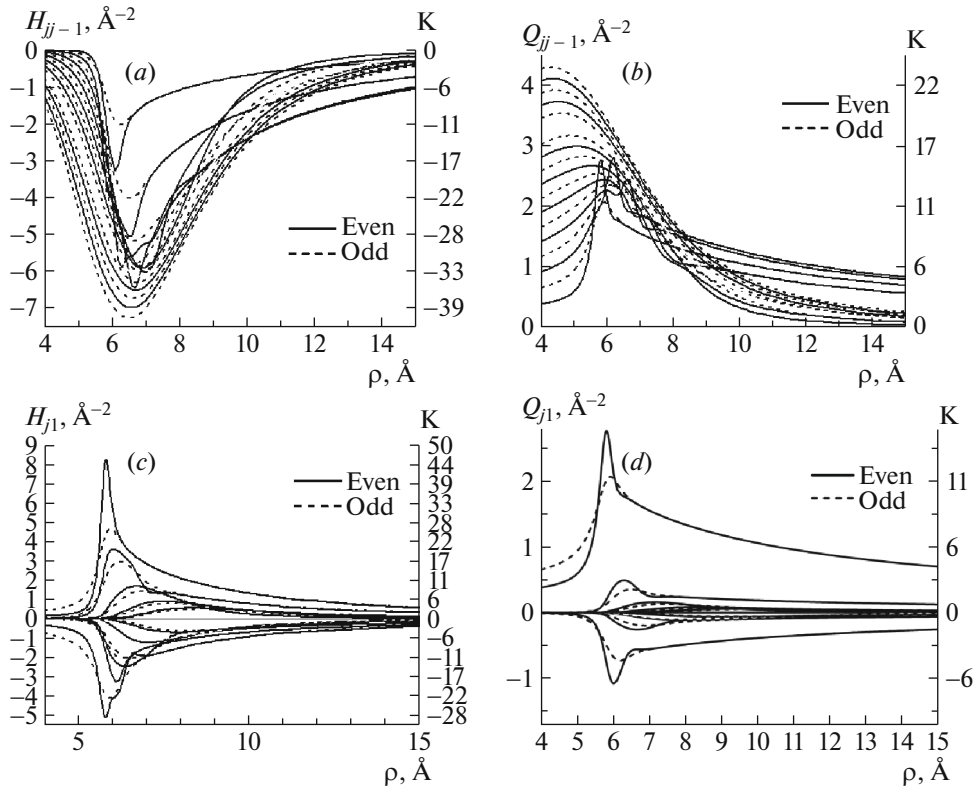 H_{jj – 1}, Å⁻² K
(a)
0 0
–1 –6
–2 –11
–3 –17
–4 –22
–5 –28
–6 –33
–7 –39
Even
Odd
4 6 8 10 12 14
ρ, Å
Q_{jj – 1}, Å⁻² K
(b)
Even
Odd
4 22
3 17
2 11
1 6
0 0
4 6 8 10 12 14
ρ, Å
H_{j1}, Å⁻² K
(c)
Even
Odd
9 50
8 44
7 39
6 33
5 28
4 22
3 17
2 11
1 6
0 0
–1 –6
–2 –11
–3 –17
–4 –22
–5 –28
5 10 15
ρ, Å
Q_{j1}, Å⁻² K
(d)
Even
Odd
2 11
1 6
0 0
–1 –6
4 5 6 7 8 9 10 11 12 13 14 15
ρ, Å